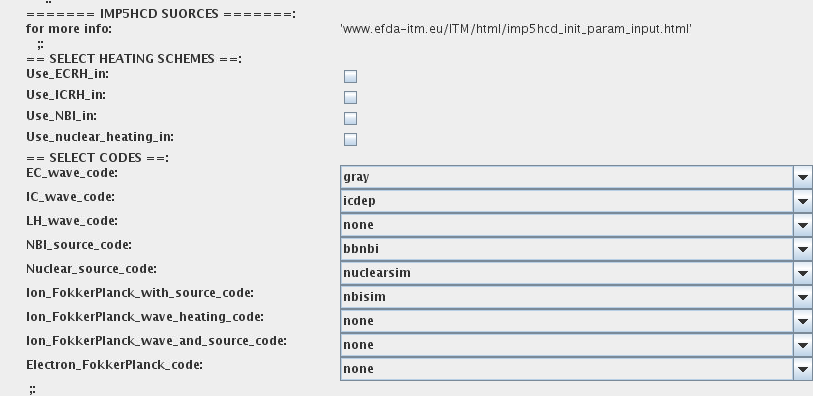 ;:
======= IMP5HCD SUORCES =======:
for more info: 'www.efda-itm.eu/ITM/html/imp5hcd_init_param_input.html'
;:
== SELECT HEATING SCHEMES ==:
Use_ECRH_in:
Use_ICRH_in:
Use_NBI_in:
Use_nuclear_heating_in:
== SELECT CODES ==:
EC_wave_code: gray
IC_wave_code: icdep
LH_wave_code: none
NBI_source_code: bbnbi
Nuclear_source_code: nuclearsim
Ion_FokkerPlanck_with_source_code: nbisim
Ion_FokkerPlanck_wave_heating_code: none
Ion_FokkerPlanck_wave_and_source_code: none
Electron_FokkerPlanck_code: none
;: